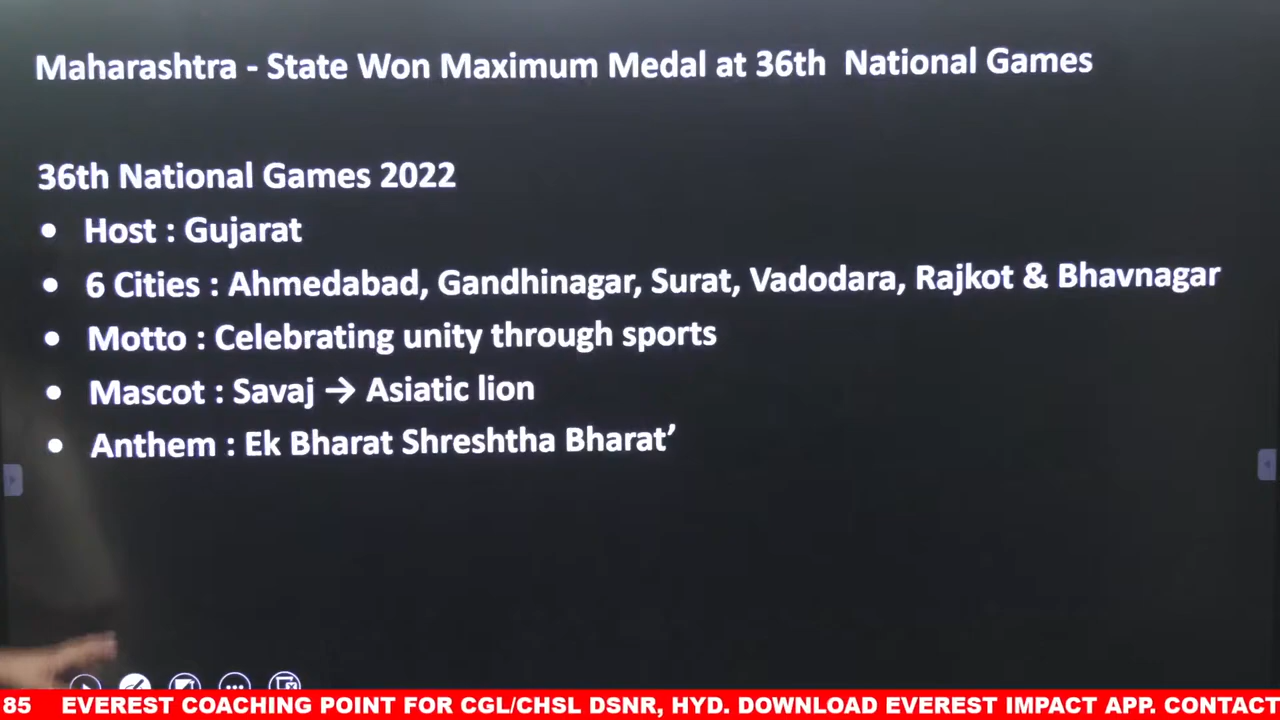 Maharashtra - State Won Maximum Medal at 36th National Games
36th National Games 2022
• Host : Gujarat
• 6 Cities : Ahmedabad, Gandhinagar, Surat, Vadodara, Rajkot & Bhavnagar
• Motto : Celebrating unity through sports
• Mascot : Savaj → Asiatic lion
• Anthem : Ek Bharat Shreshtha Bharat’
85 EVEREST COACHING POINT FOR CGL/CHSL DSNR, HYD. DOWNLOAD EVEREST IMPACT APP. CONTACT